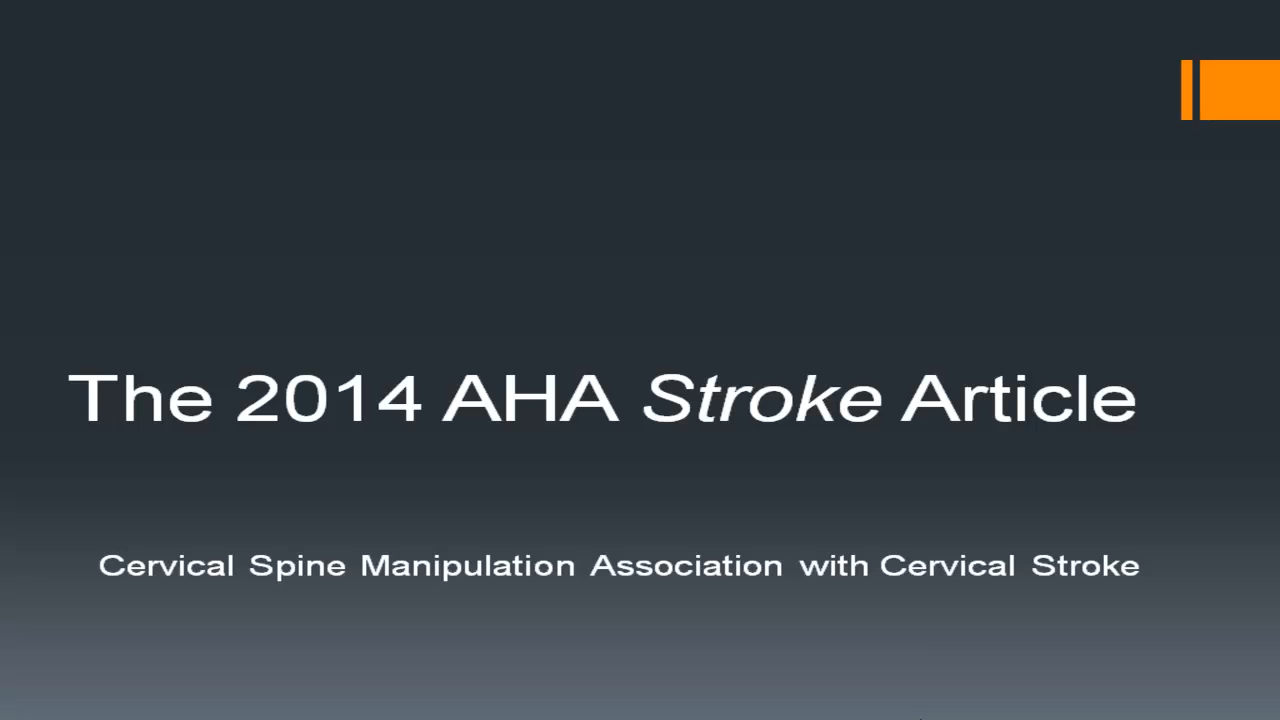 The 2014 AHA Stroke Article
Cervical Spine Manipulation Association with Cervical Stroke